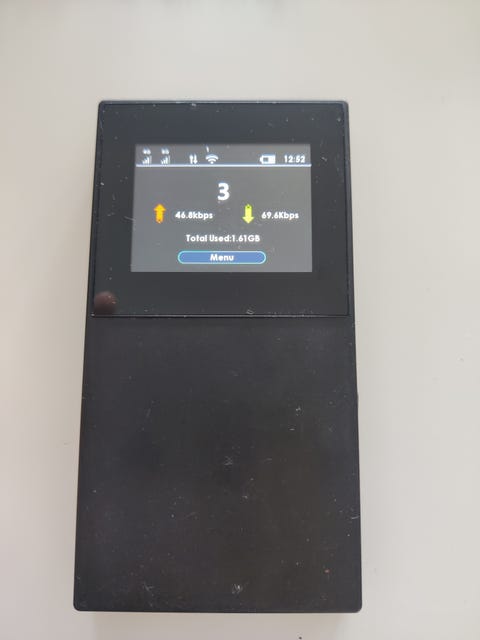 12:52
3
46.8kbps 69.6Kbps
Total Used:1.61GB
Menu